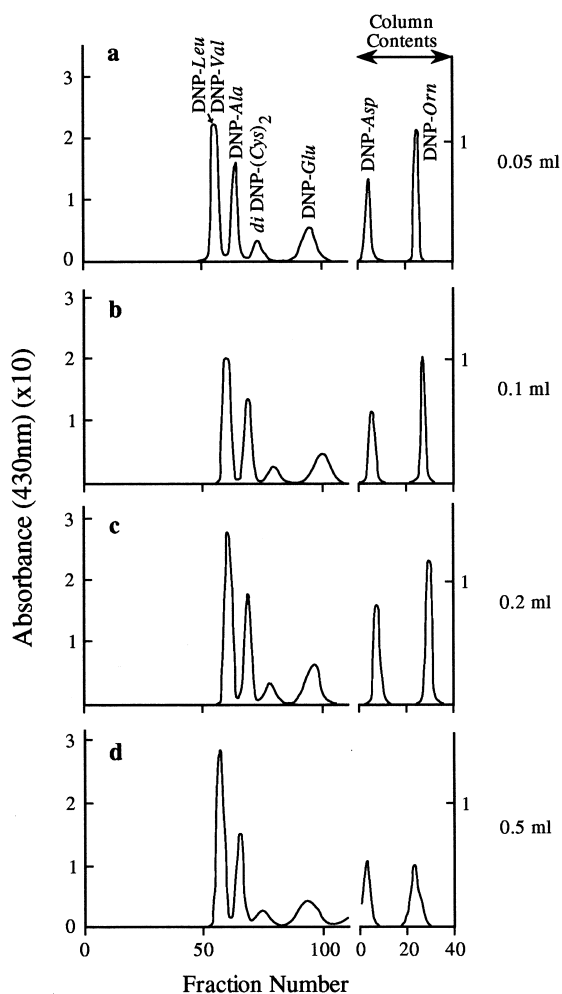 Column
Contents
a
DNP-Leu
DNP-Val
DNP-Ala
di DNP-(Cys)2
DNP-Glu
DNP-Asp
DNP-Orn
3
2
1
0
1
0.05 ml
b
3
2
1
1
0.1 ml
c
3
2
1
1
0.2 ml
d
3
2
1
0
1
0.5 ml
0 50 100 0 20 40
Absorbance (430nm) (x10)
Fraction Number